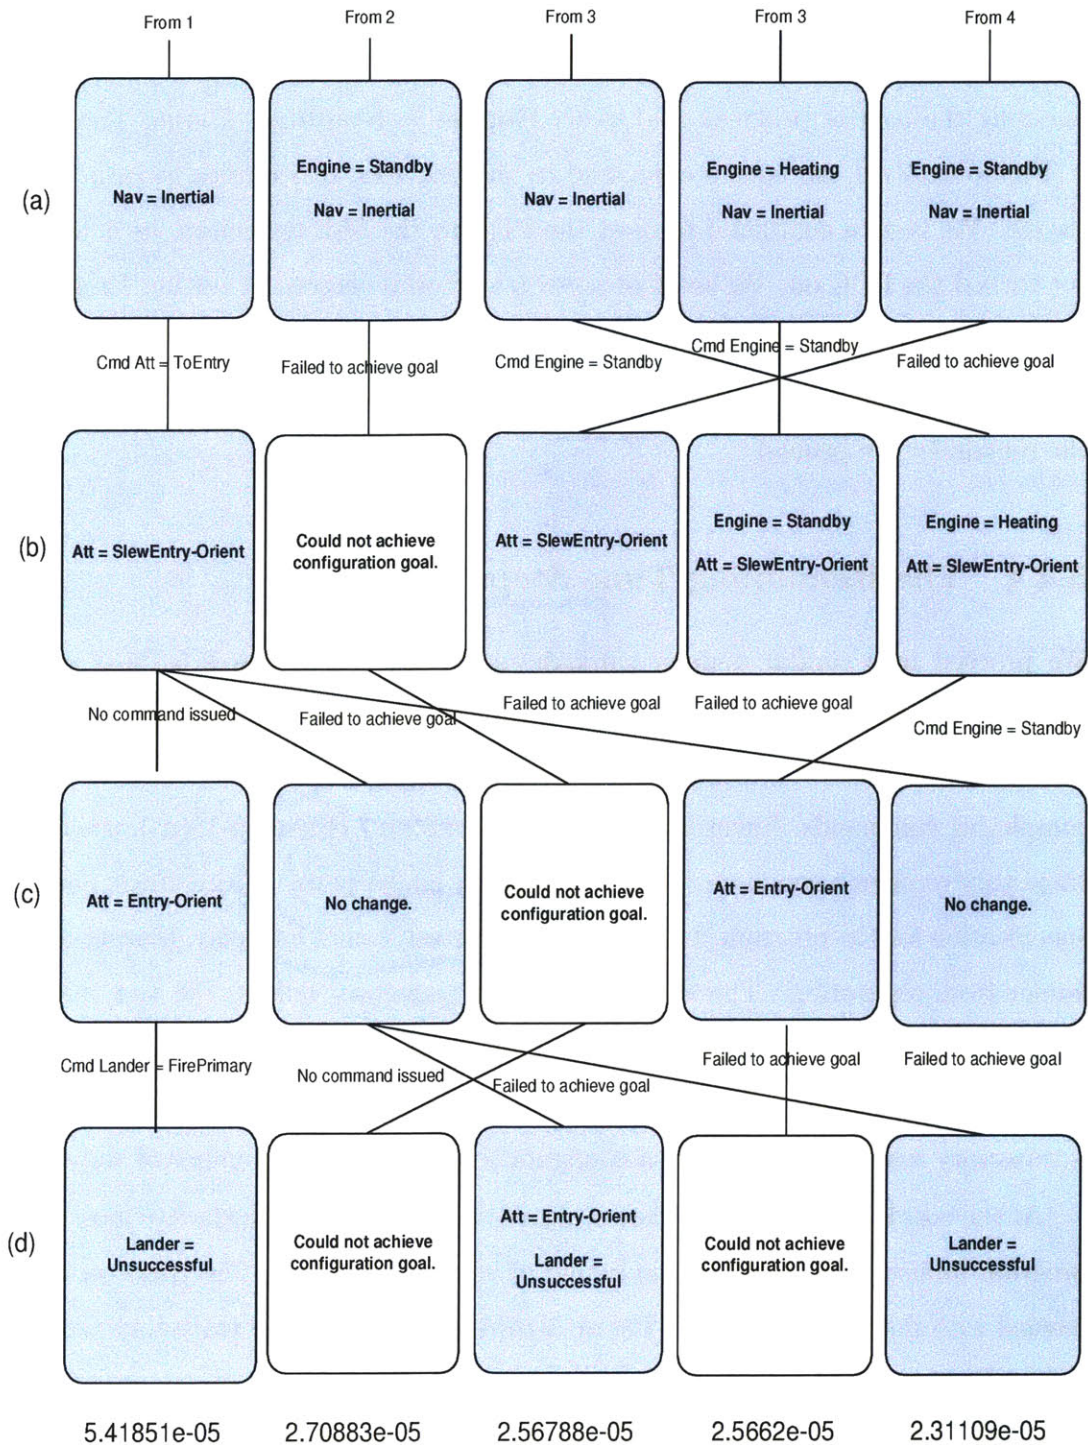 From 1
From 2
From 3
From 3
From 4
(a)
Nav = Inertial
Engine = Standby
Nav = Inertial
Nav = Inertial
Engine = Heating
Nav = Inertial
Engine = Standby
Nav = Inertial
Cmd Att = ToEntry
Failed to achieve goal
Cmd Engine = Standby
Cmd Engine = Standby
Failed to achieve goal
(b)
Att = SlewEntry-Orient
Could not achieve
configuration goal.
Att = SlewEntry-Orient
Engine = Standby
Att = SlewEntry-Orient
Engine = Heating
Att = SlewEntry-Orient
No command issued
Failed to achieve goal
Failed to achieve goal
Failed to achieve goal
Cmd Engine = Standby
(c)
Att = Entry-Orient
No change.
Could not achieve
configuration goal.
Att = Entry-Orient
No change.
Cmd Lander = FirePrimary
No command issued
Failed to achieve goal
Failed to achieve goal
Failed to achieve goal
(d)
Lander =
Unsuccessful
Could not achieve
configuration goal.
Att = Entry-Orient
Lander =
Unsuccessful
Could not achieve
configuration goal.
Lander =
Unsuccessful
5.41851e-05
2.70883e-05
2.56788e-05
2.5662e-05
2.31109e-05